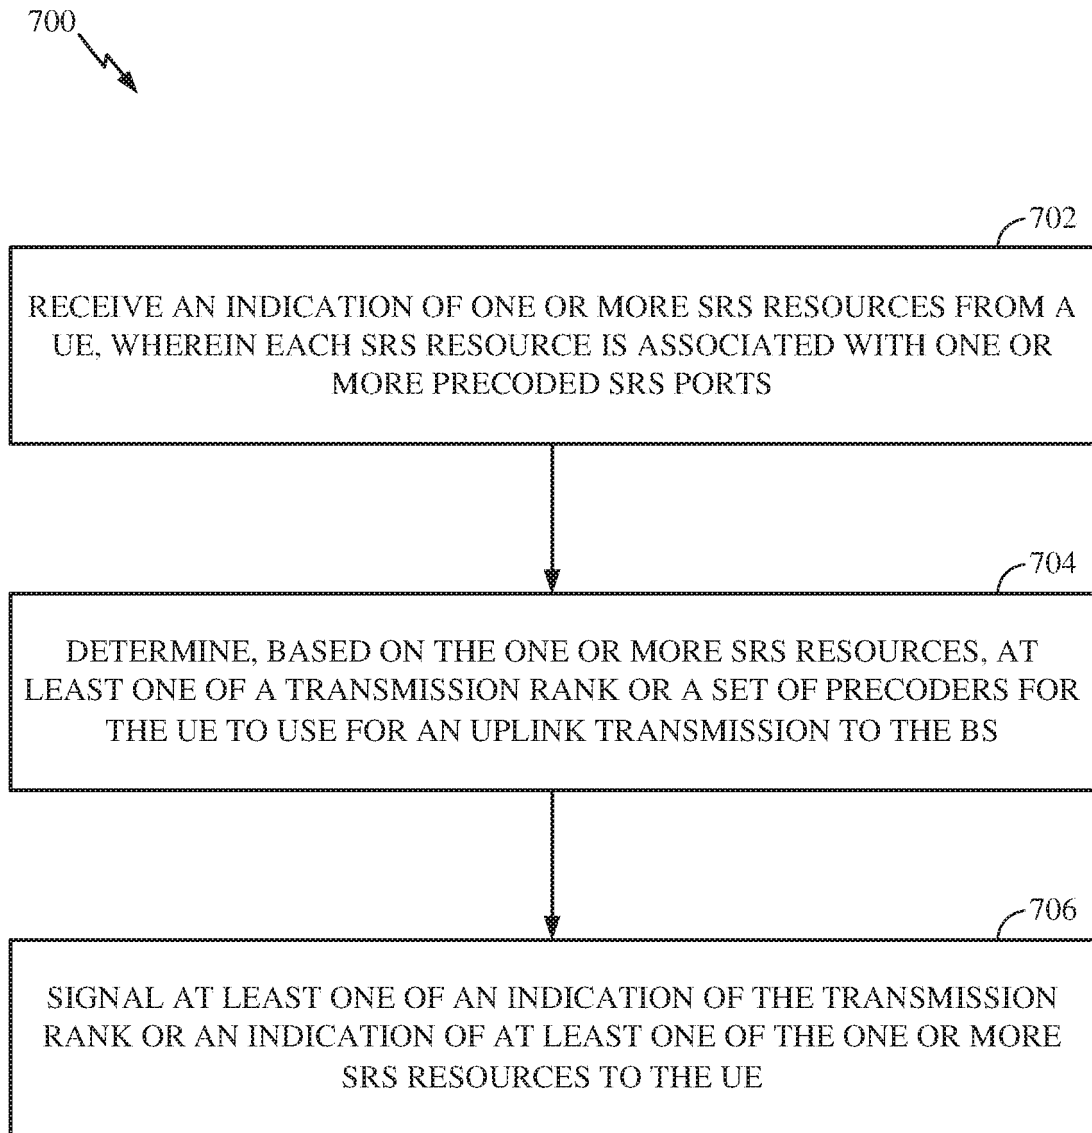 700
702
RECEIVE AN INDICATION OF ONE OR MORE SRS RESOURCES FROM A
UE, WHEREIN EACH SRS RESOURCE IS ASSOCIATED WITH ONE OR
MORE PRECODED SRS PORTS
704
DETERMINE, BASED ON THE ONE OR MORE SRS RESOURCES, AT
LEAST ONE OF A TRANSMISSION RANK OR A SET OF PRECODERS FOR
THE UE TO USE FOR AN UPLINK TRANSMISSION TO THE BS
706
SIGNAL AT LEAST ONE OF AN INDICATION OF THE TRANSMISSION
RANK OR AN INDICATION OF AT LEAST ONE OF THE ONE OR MORE
SRS RESOURCES TO THE UE